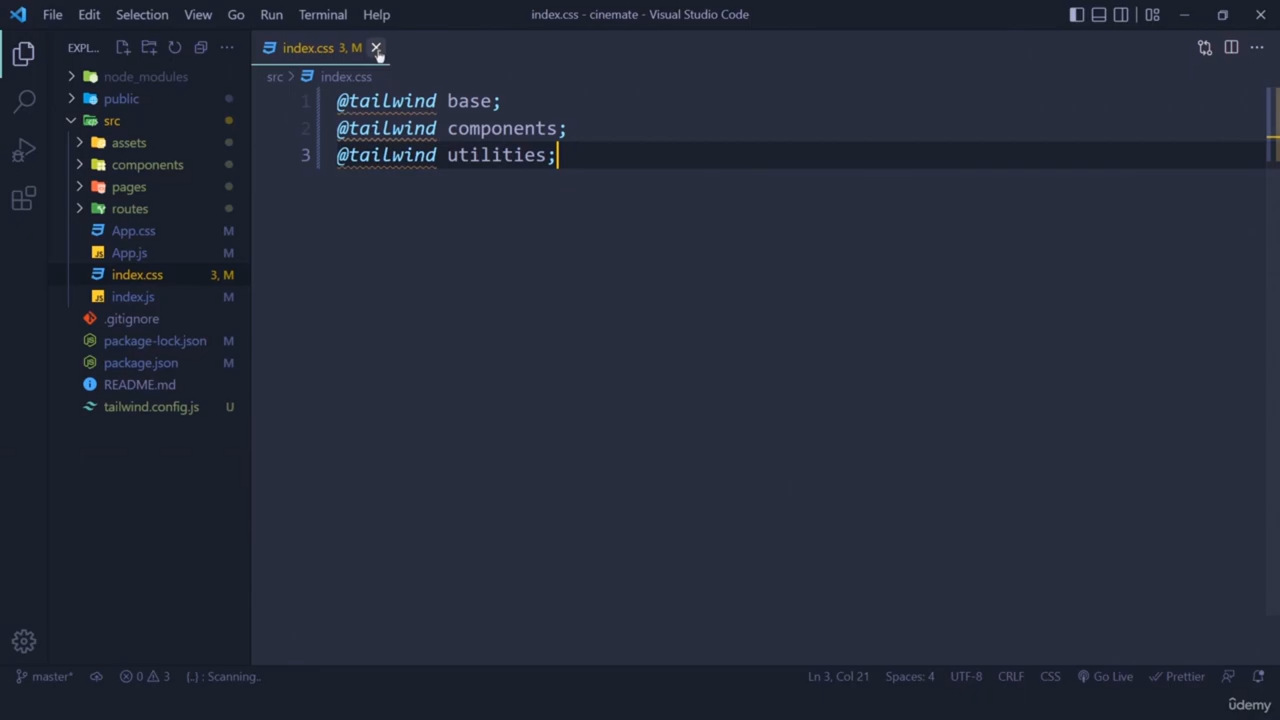 File Edit Selection View Go Run Terminal Help index.css - cinemate - Visual Studio Code
EXPL...
index.css 3, M
src > index.css
node_modules
public
src
assets
components
pages
routes
App.css M
App.js M
index.css 3, M
index.js M
.gitignore
package-lock.json M
package.json M
README.md
tailwind.config.js U
1 @tailwind base;
2 @tailwind components;
3 @tailwind utilities;
master* 0 3 {..} : Scanning.. Ln 3, Col 21 Spaces: 4 UTF-8 CRLF CSS Go Live Prettier
ûdemy